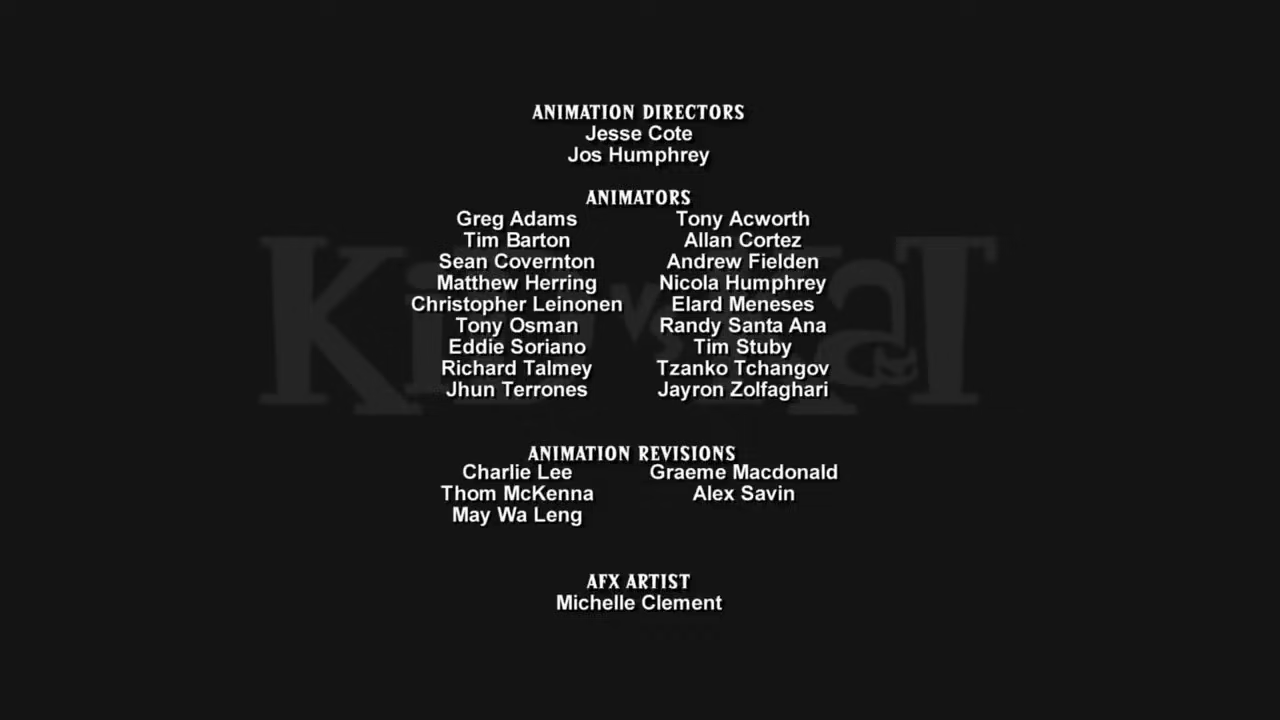 ANIMATION DIRECTORS
Jesse Cote
Jos Humphrey
ANIMATORS
Greg Adams Tony Acworth
Tim Barton Allan Cortez
Sean Covernton Andrew Fielden
Matthew Herring Nicola Humphrey
Christopher Leinonen Elard Meneses
Tony Osman Randy Santa Ana
Eddie Soriano Tim Stuby
Richard Talmey Tzanko Tchangov
Jhun Terrones Jayron Zolfaghari
Kid vs Kat
ANIMATION REVISIONS
Charlie Lee Graeme Macdonald
Thom McKenna Alex Savin
May Wa Leng
AFX ARTIST
Michelle Clement